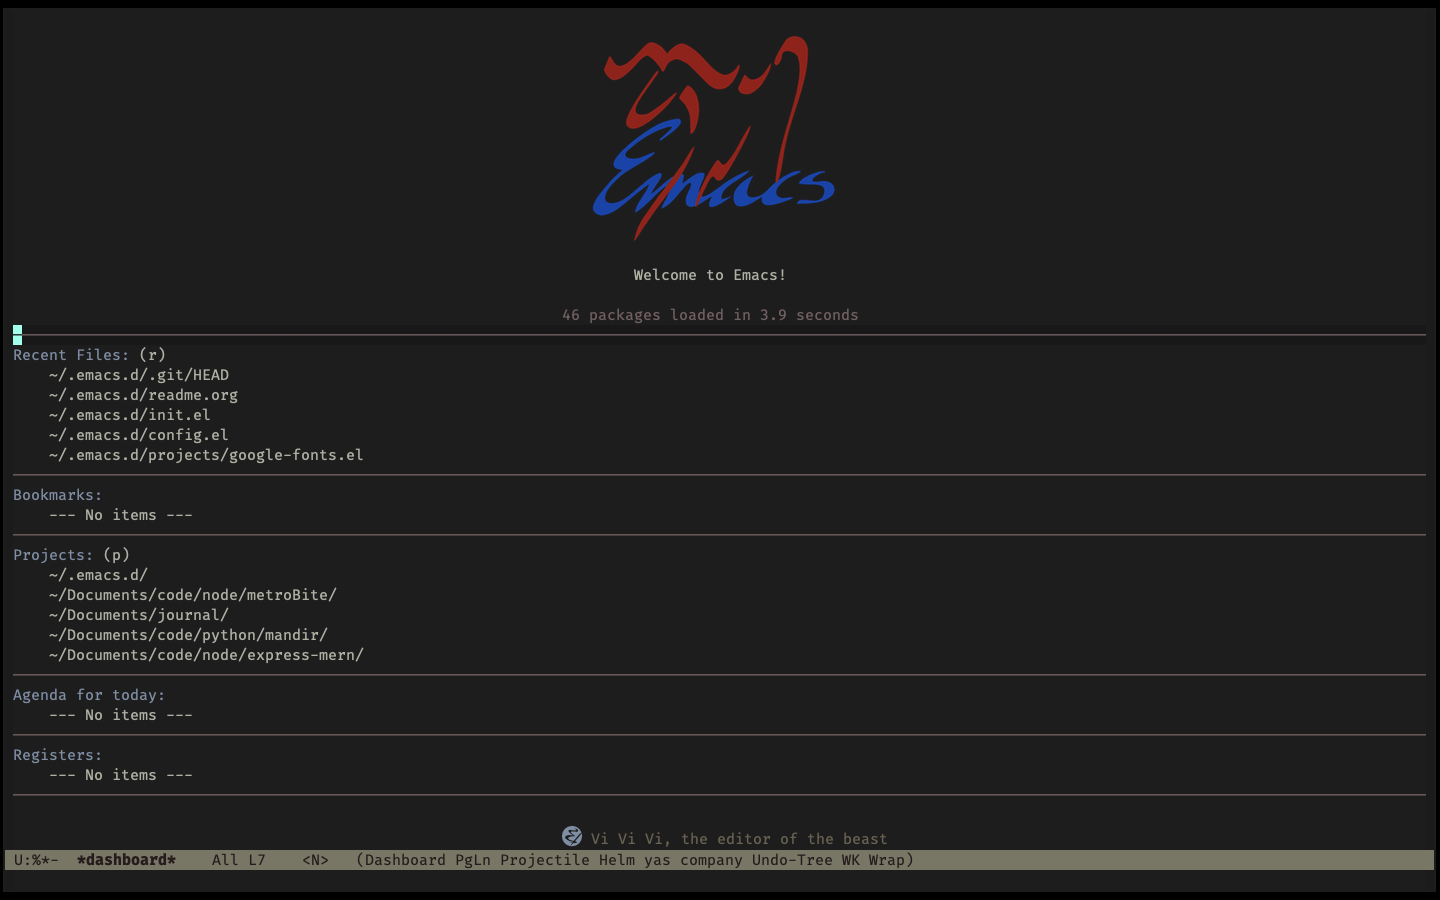 Emacs
Welcome to Emacs!
46 packages loaded in 3.9 seconds
Recent Files: (r)
~/.emacs.d/.git/HEAD
~/.emacs.d/readme.org
~/.emacs.d/init.el
~/.emacs.d/config.el
~/.emacs.d/projects/google-fonts.el
Bookmarks:
--- No items ---
Projects: (p)
~/.emacs.d/
~/Documents/code/node/metroBite/
~/Documents/journal/
~/Documents/code/python/mandir/
~/Documents/code/node/express-mern/
Agenda for today:
--- No items ---
Registers:
--- No items ---
Vi Vi Vi, the editor of the beast
U:%*-  *dashboard*    All L7    <N>   (Dashboard PgLn Projectile Helm yas company Undo-Tree WK Wrap)